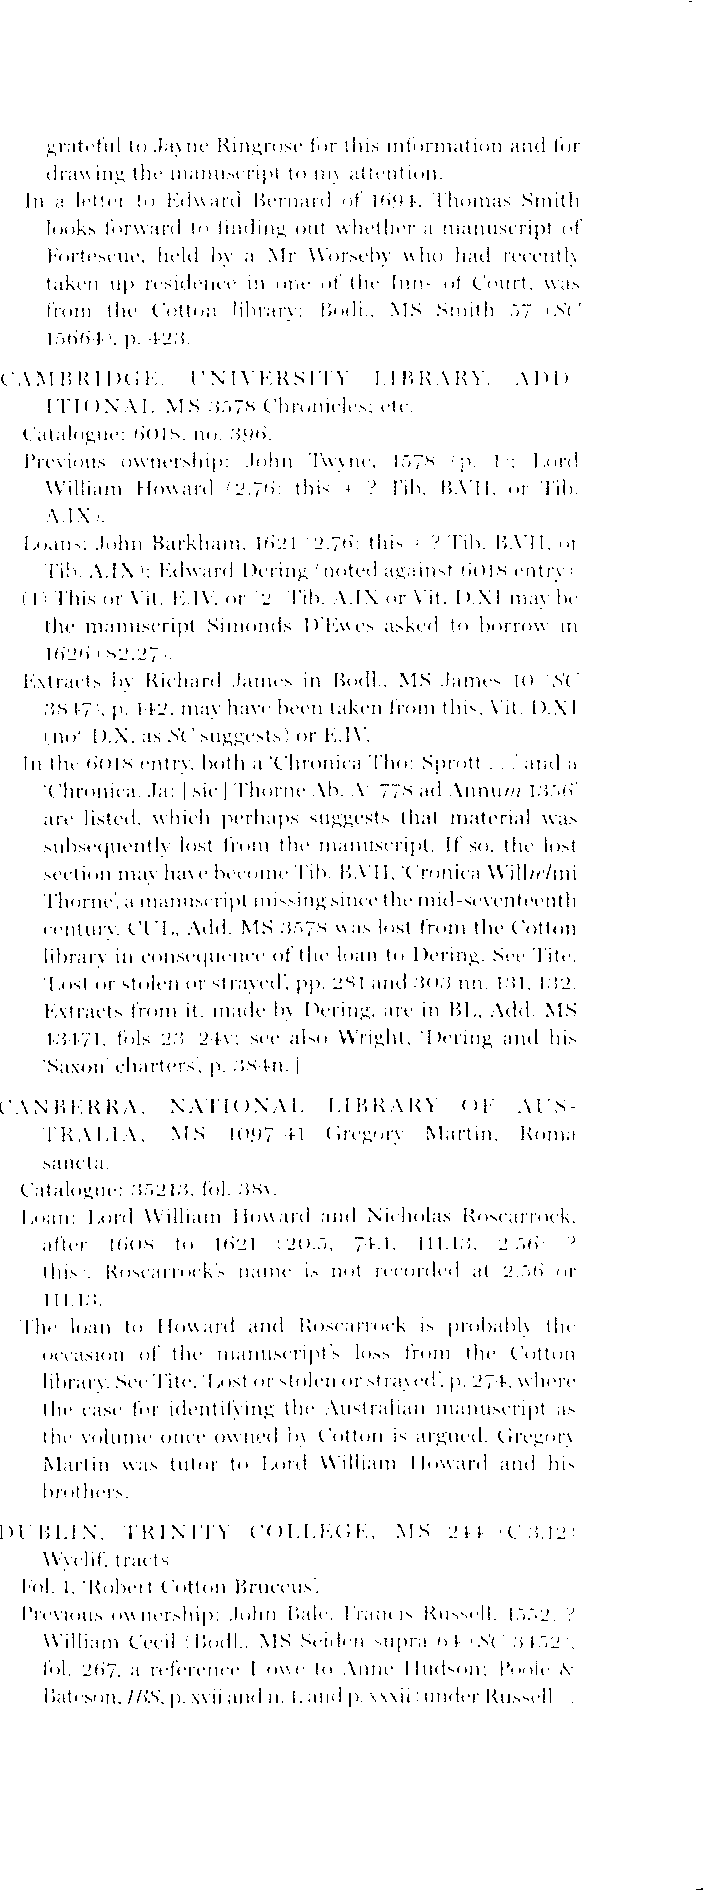 grateful to Jayne Ringrose for this information and for
drawing the manuscript to my attention.
In a letter to Edward Bernard of 1694, Thomas Smith
looks forward to finding out whether a manuscript of
Fortescue, held by a Mr Worseby who had recently
taken up residence in one of the Inns of Court, was
from the Cotton library: Bodl., MS Smith 57 (SC
15664), p. 423.
CAMBRIDGE, UNIVERSITY LIBRARY, ADD-
ITIONAL MS 3578 Chronicles; etc.
Catalogue: 6018, no. 396.
Previous ownership: John Twyne, 1578 (p. 1); Lord
William Howard (2.76: this + ? Tib. B.VII, or Tib.
A.IX).
Loans: John Barkham, 1621 (2.76: this + ? Tib. B.VII, or
Tib. A.IX); Edward Dering (noted against 6018 entry).
(1) This or Vit. E.IV, or (2) Tib. A.IX or Vit. D.XI may be
the manuscript Simonds D'Ewes asked to borrow in
1626 (82.27).
Extracts by Richard James in Bodl., MS James 10 (SC
3847), p. 142, may have been taken from this, Vit. D.XI
(not D.X, as SC suggests) or E.IV.
In the 6018 entry, both a 'Chronica Tho: Sprott . . .' and a
'Chronica. Ja: [sic] Thorne Ab. A° 778 ad Annum 1356'
are listed, which perhaps suggests that material was
subsequently lost from the manuscript. If so, the lost
section may have become Tib. B.VII, 'Cronica Willielmi
Thorne', a manuscript missing since the mid-seventeenth
century. CUL, Add. MS 3578 was lost from the Cotton
library in consequence of the loan to Dering. See Tite,
'Lost or stolen or strayed', pp. 281 and 303 nn. 131, 132.
Extracts from it, made by Dering, are in BL, Add. MS
43471, fols 23–24v; see also Wright, 'Dering and his
'Saxon' charters', p. 384n.]
CANBERRA, NATIONAL LIBRARY OF AUS-
TRALIA, MS 1097/41 Gregory Martin, Roma
sancta.
Catalogue: 35213, fol. 38v.
Loan: Lord William Howard and Nicholas Roscarrock,
after 1608 to 1621 (20.5, 74.1, 111.13, 2.56: ?
this). Roscarrock's name is not recorded at 2.56 or
111.13.
The loan to Howard and Roscarrock is probably the
occasion of the manuscript's loss from the Cotton
library. See Tite, 'Lost or stolen or strayed', p. 274, where
the case for identifying the Australian manuscript as
the volume once owned by Cotton is argued. Gregory
Martin was tutor to Lord William Howard and his
brothers.
DUBLIN, TRINITY COLLEGE, MS 244 (C.3.12)
Wyclif, tracts
Fol. 1, 'Robert Cotton Bruceus'.
Previous ownership: John Bale, Francis Russell, 1552, ?
William Cecil (Bodl., MS Selden supra 64 (SC 3452),
fol. 267, a reference I owe to Anne Hudson; Poole &
Bateson, IBS, p. xvii and n. 1, and p. xxxii (under Russell)).